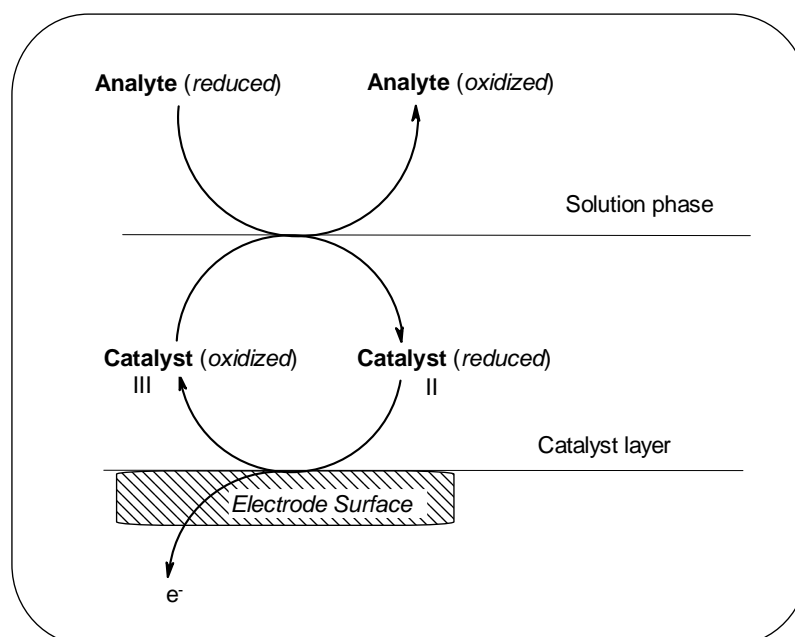 Analyte (reduced) Analyte (oxidized)
Solution phase
Catalyst (oxidized) Catalyst (reduced)
III II
Catalyst layer
Electrode Surface
e-